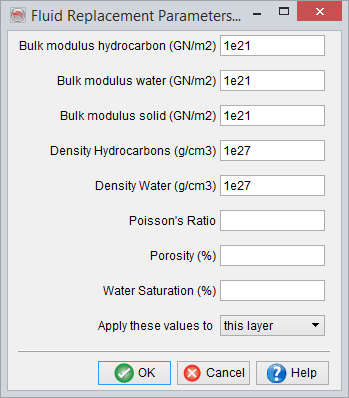 Fluid Replacement Parameters...
Bulk modulus hydrocarbon (GN/m2) 1e21
Bulk modulus water (GN/m2) 1e21
Bulk modulus solid (GN/m2) 1e21
Density Hydrocarbons (g/cm3) 1e27
Density Water (g/cm3) 1e27
Poisson's Ratio
Porosity (%)
Water Saturation (%)
Apply these values to this layer
OK Cancel Help